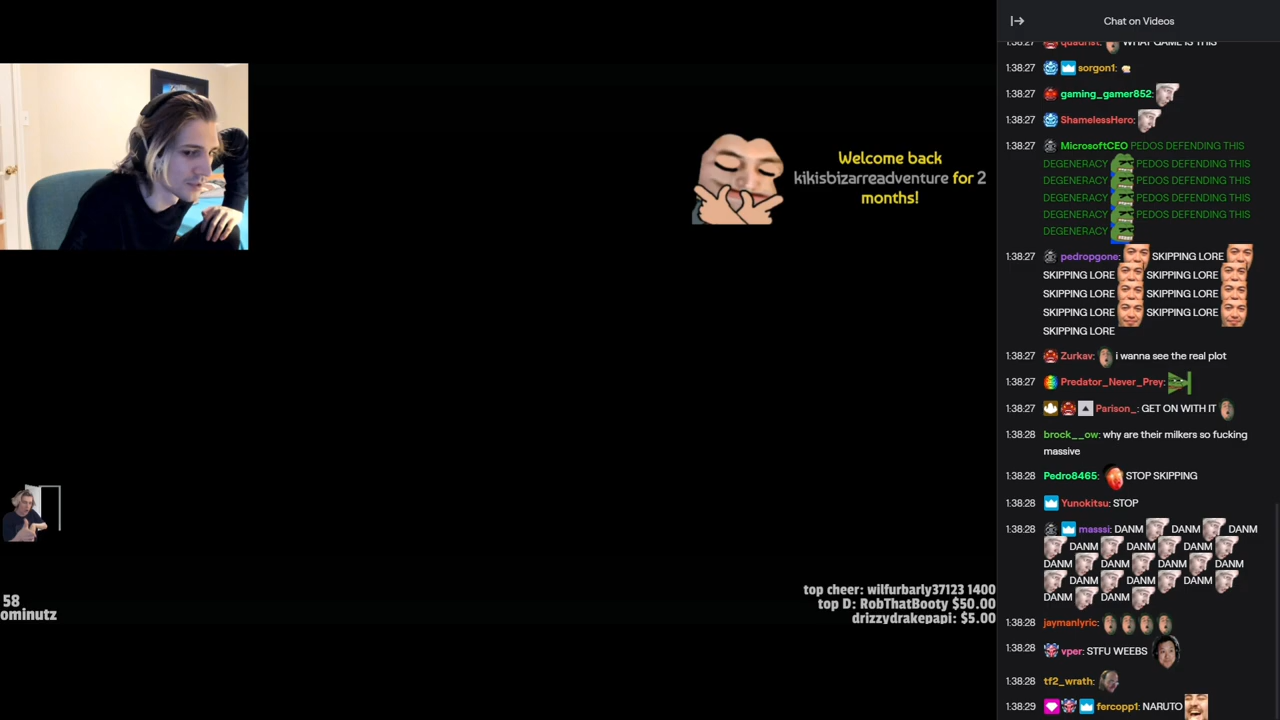 Chat on Videos
1:38:27 quadrist: WHAT GAME IS THIS
1:38:27 sorgon1:
1:38:27 gaming_gamer852:
1:38:27 ShamelessHero:
1:38:27 MicrosoftCEO PEDOS DEFENDING THIS
DEGENERACY PEDOS DEFENDING THIS
DEGENERACY PEDOS DEFENDING THIS
DEGENERACY PEDOS DEFENDING THIS
DEGENERACY PEDOS DEFENDING THIS
DEGENERACY
1:38:27 pedropgone: SKIPPING LORE
SKIPPING LORE SKIPPING LORE
SKIPPING LORE SKIPPING LORE
SKIPPING LORE SKIPPING LORE
SKIPPING LORE
1:38:27 Zurkav: i wanna see the real plot
1:38:27 Predator_Never_Prey:
1:38:27 Parison_: GET ON WITH IT
1:38:28 brock__ow: why are their milkers so fucking
massive
1:38:28 Pedro8465: STOP SKIPPING
1:38:28 Yunokitsu: STOP
1:38:28 masssi: DANM DANM DANM
DANM DANM DANM
DANM DANM DANM
DANM DANM DANM
DANM DANM
1:38:28 jaymanlyric:
1:38:28 vper: STFU WEEBS
1:38:28 tf2_wrath:
1:38:29 fercopp1: NARUTO
Welcome back
kikisbizarreadventure for 2
months!
58
ominutz
top cheer: wilfurbarly37123 1400
top D: RobThatBooty $50.00
drizzydrakepapi: $5.00